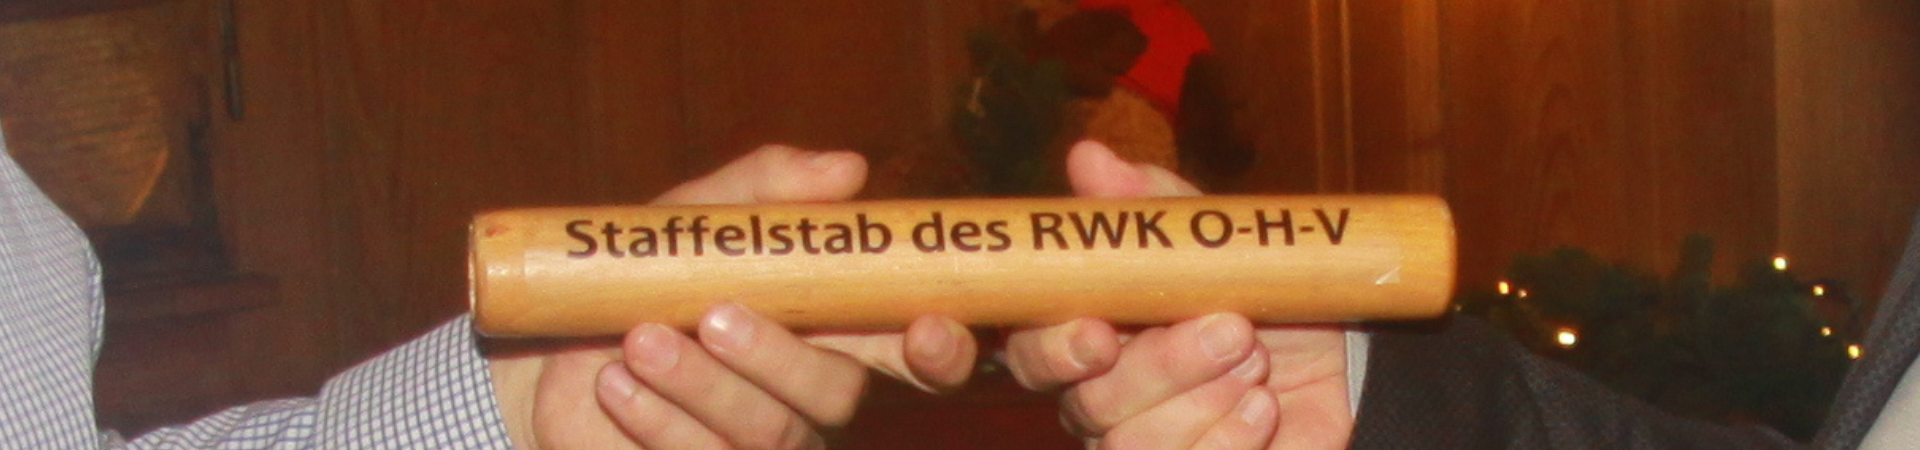 Staffelstab des RWK O-H-V